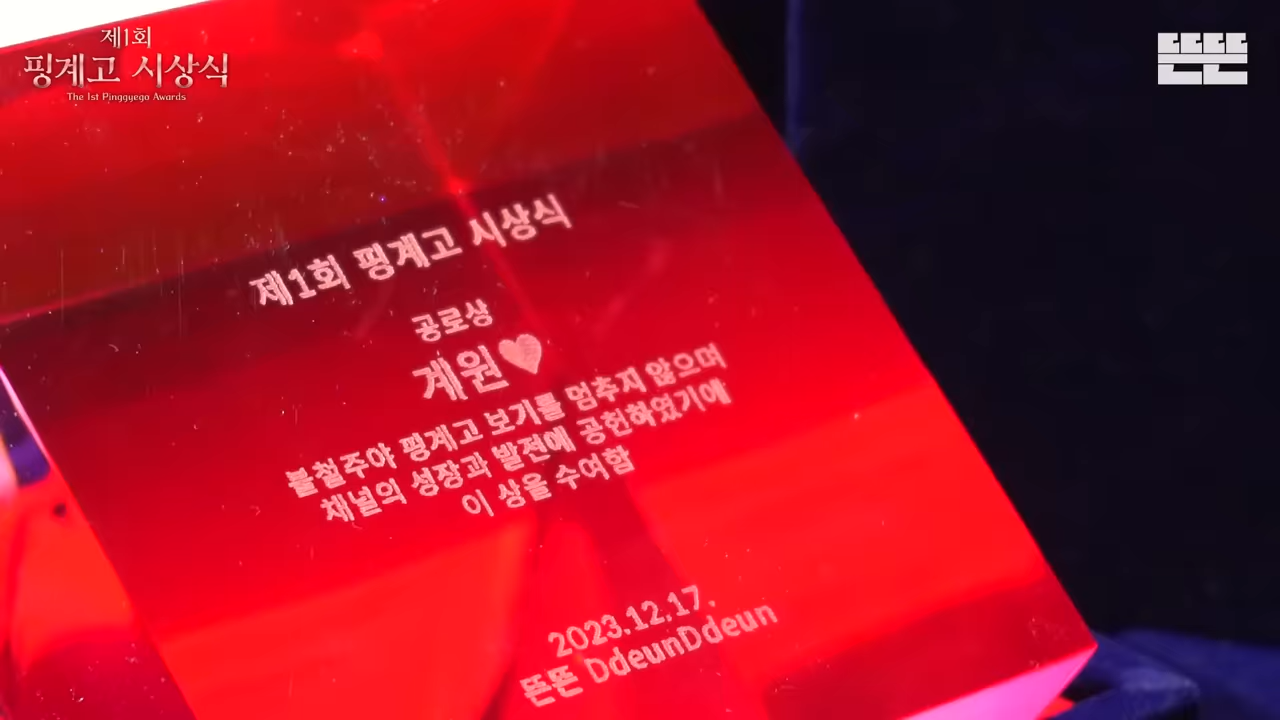 제1회
핑계고 시상식
The 1st Pinggyego Awards
뜬뜬
제1회 핑계고 시상식
공로상
계원♥
불철주야 핑계고 보기를 멈추지 않으며
채널의 성장과 발전에 공헌하였기에
이 상을 수여함
2023.12.17.
뜬뜬 DdeunDdeun